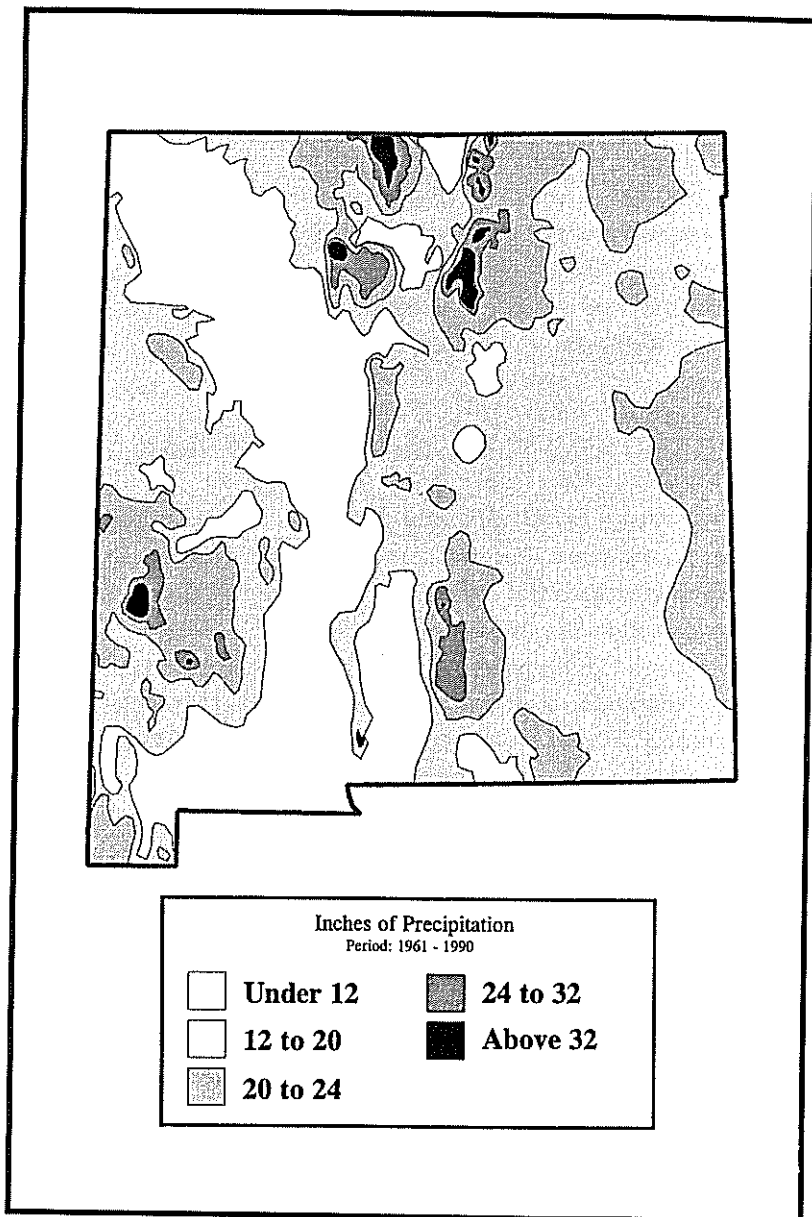 Inches of Precipitation
Period: 1961 - 1990
Under 12
12 to 20
20 to 24
24 to 32
Above 32